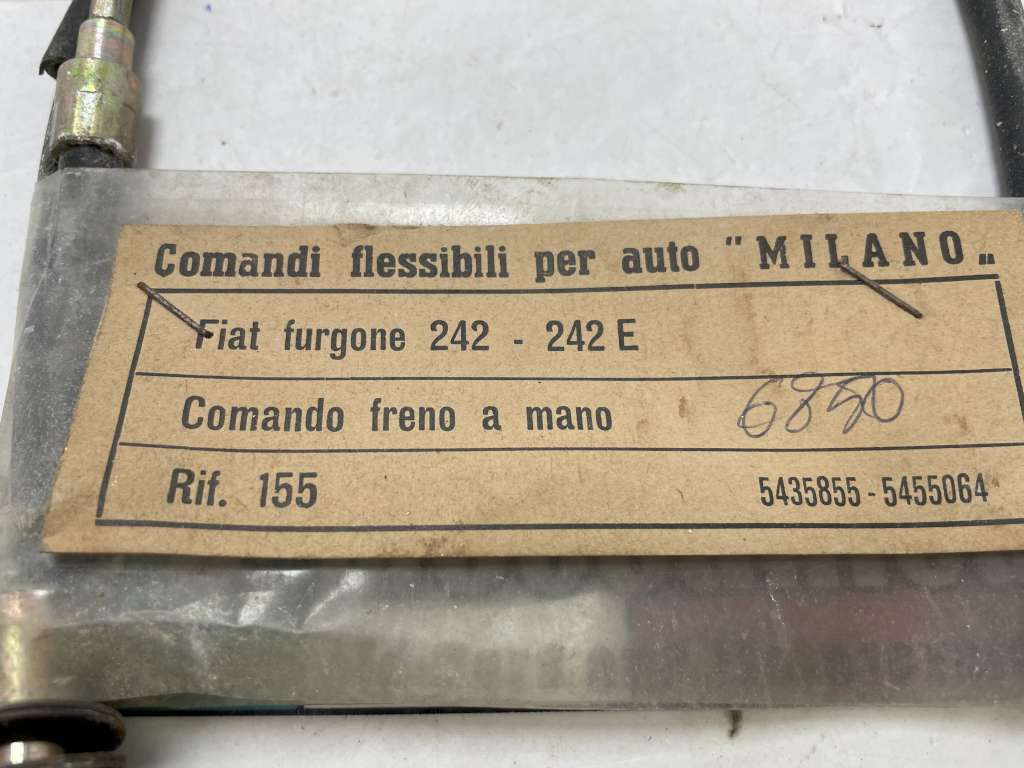 Comandi flessibili per auto "MILANO„
Fiat furgone 242 - 242 E
Comando freno a mano 6850
Rif. 155 5435855 - 5455064